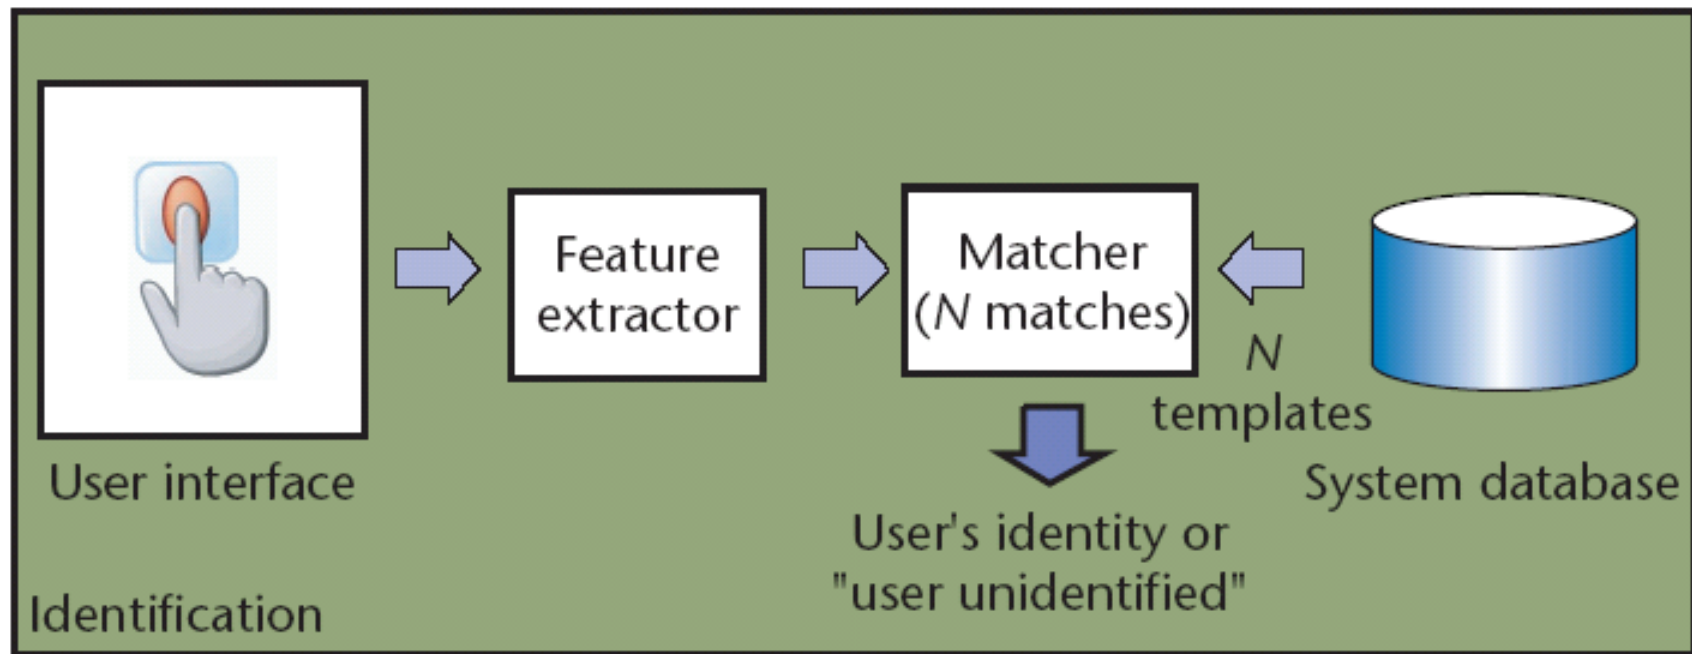 User interface
Feature
extractor
Matcher
(N matches)
N
templates
System database
User's identity or
"user unidentified"
Identification